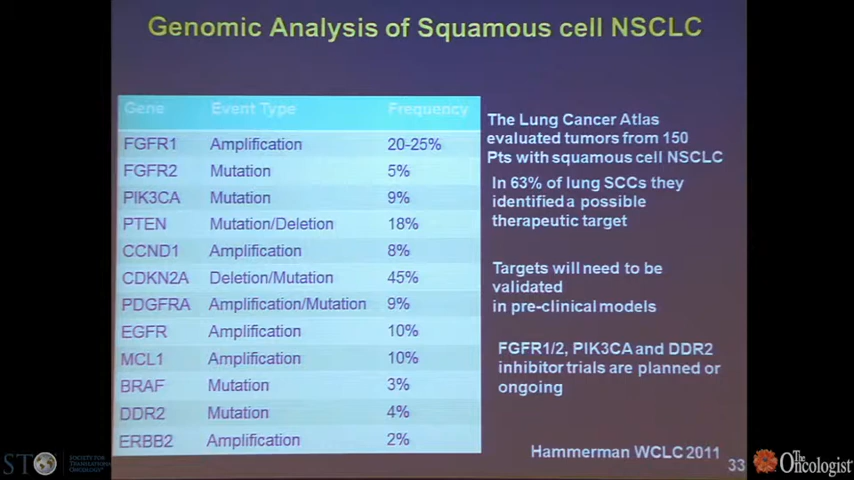 Genomic Analysis of Squamous cell NSCLC
Gene Event Type Frequency
FGFR1 Amplification 20-25%
FGFR2 Mutation 5%
PIK3CA Mutation 9%
PTEN Mutation/Deletion 18%
CCND1 Amplification 8%
CDKN2A Deletion/Mutation 45%
PDGFRA Amplification/Mutation 9%
EGFR Amplification 10%
MCL1 Amplification 10%
BRAF Mutation 3%
DDR2 Mutation 4%
ERBB2 Amplification 2%
The Lung Cancer Atlas
evaluated tumors from 150
Pts with squamous cell NSCLC
In 63% of lung SCCs they
identified a possible
therapeutic target
Targets will need to be
validated
in pre-clinical models
FGFR1/2, PIK3CA and DDR2
inhibitor trials are planned or
ongoing
Hammerman WCLC 2011
33
STO
SOCIETY FOR
TRANSLATIONAL
ONCOLOGY
The
Oncologist